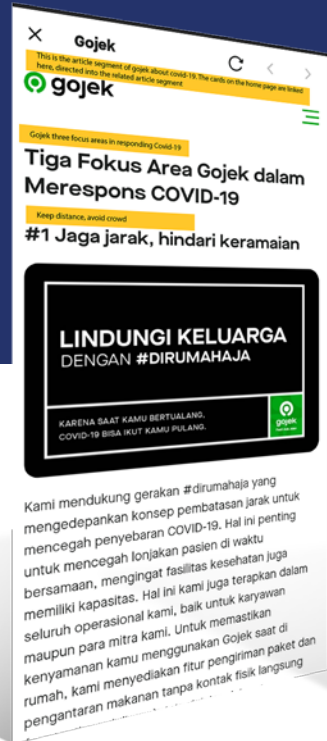 Gojek
This is the article segment of gojek about covid-19. The cards on the home page are linked
here, directed into the related article segment
gojek
Gojek three focus areas in responding Covid-19
Tiga Fokus Area Gojek dalam
Merespons COVID-19
Keep distance, avoid crowd
#1 Jaga jarak, hindari keramaian
LINDUNGI KELUARGA
DENGAN #DIRUMAHAJA
KARENA SAAT KAMU BERTUALANG,
COVID-19 BISA IKUT KAMU PULANG.
gojek
Kami mendukung gerakan #dirumahaja yang
mengedepankan konsep pembatasan jarak untuk
mencegah penyebaran COVID-19. Hal ini penting
untuk mencegah lonjakan pasien di waktu
bersamaan, mengingat fasilitas kesehatan juga
memiliki kapasitas. Hal ini kami juga terapkan dalam
seluruh operasional kami, baik untuk karyawan
maupun para mitra kami. Untuk memastikan
kenyamanan kamu menggunakan Gojek saat di
rumah, kami menyediakan fitur pengiriman paket dan
pengantaran makanan tanpa kontak fisik langsung